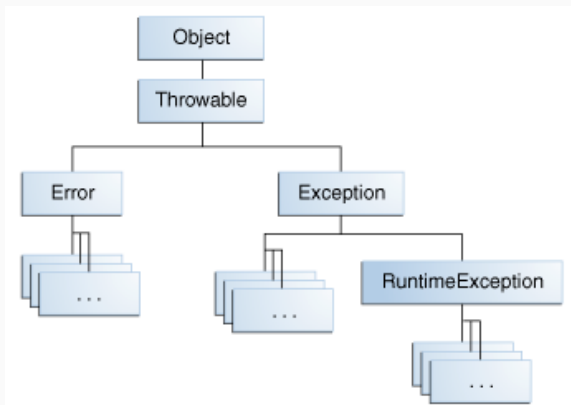 Object
Throwable
Error
Exception
...
...
RuntimeException
...